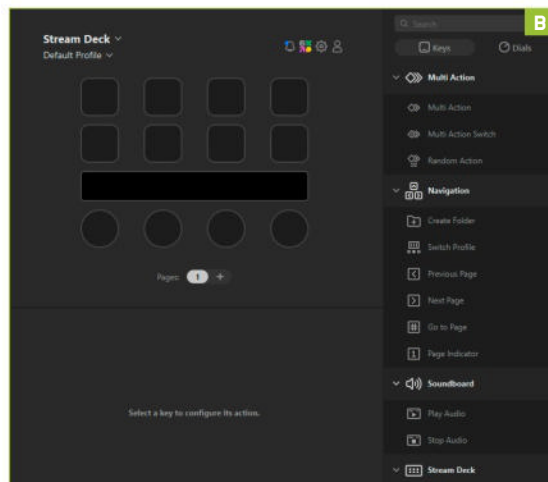 Stream Deck
Default Profile
Pages: 1 +
Select a key to configure its action.
Search
B
Keys
Dials
Multi Action
Multi Action
Multi Action Switch
Random Action
Navigation
Create Folder
Switch Profile
Previous Page
Next Page
Go to Page
Page Indicator
Soundboard
Play Audio
Stop Audio
Stream Deck